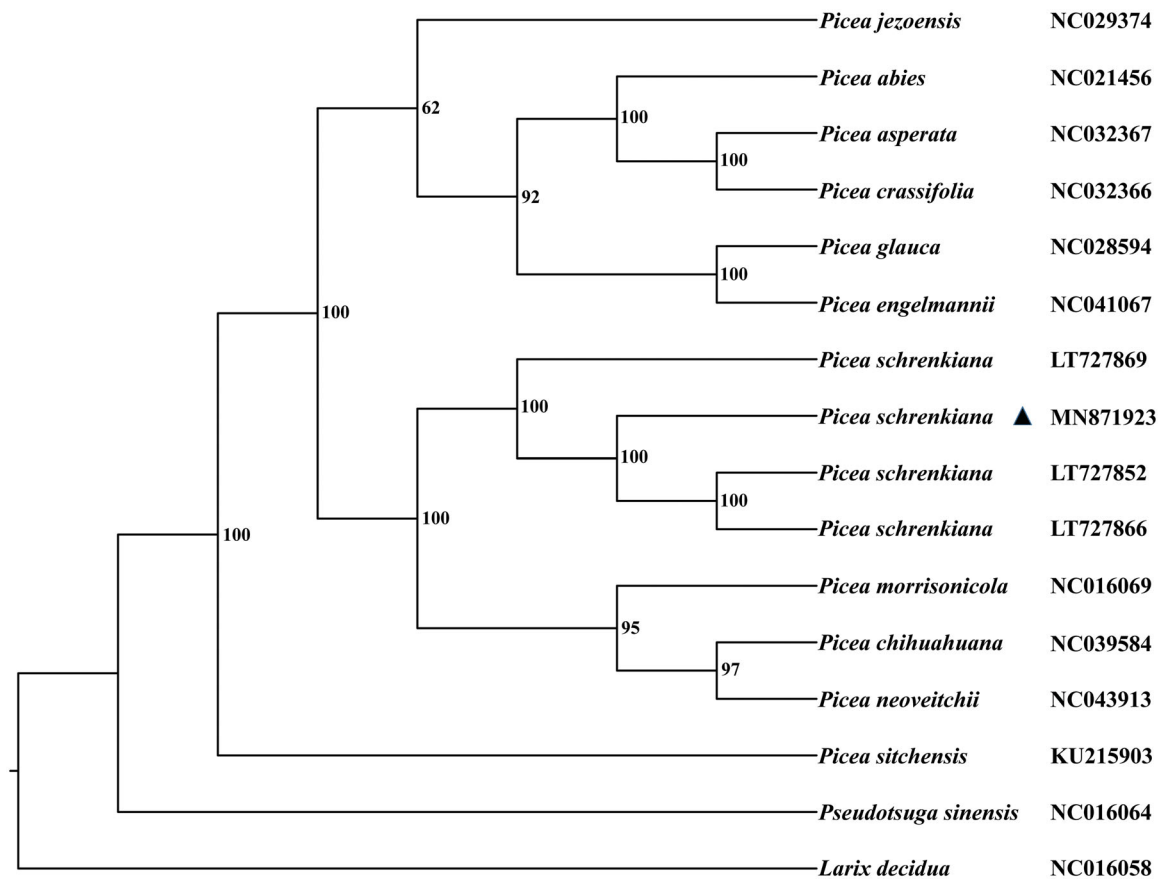 Picea jezoensis NC029374
Picea abies NC021456
62
100
Picea asperata NC032367
100
Picea crassifolia NC032366
92
Picea glauca NC028594
100
Picea engelmannii NC041067
100
Picea schrenkiana LT727869
100
Picea schrenkiana ▲ MN871923
100
Picea schrenkiana LT727852
100
100
Picea schrenkiana LT727866
100
Picea morrisonicola NC016069
95
Picea chihuahuana NC039584
97
Picea neoveitchii NC043913
Picea sitchensis KU215903
Pseudotsuga sinensis NC016064
Larix decidua NC016058